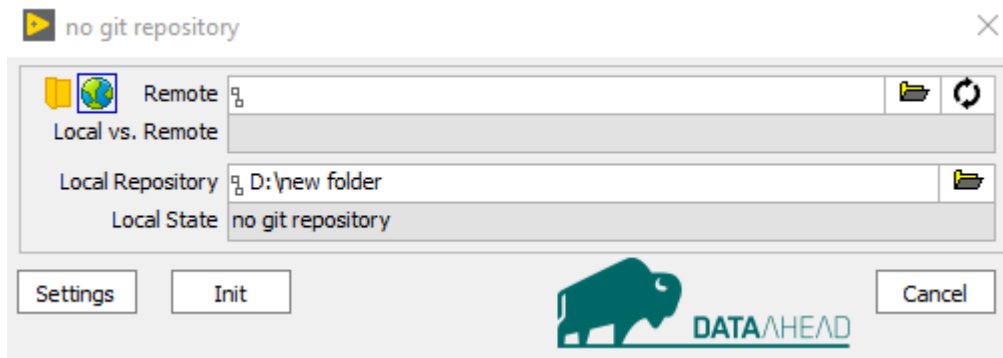 no git repository
Remote
Local vs. Remote
Local Repository D:\new folder
Local State no git repository
Settings Init Cancel
DATAAHEAD